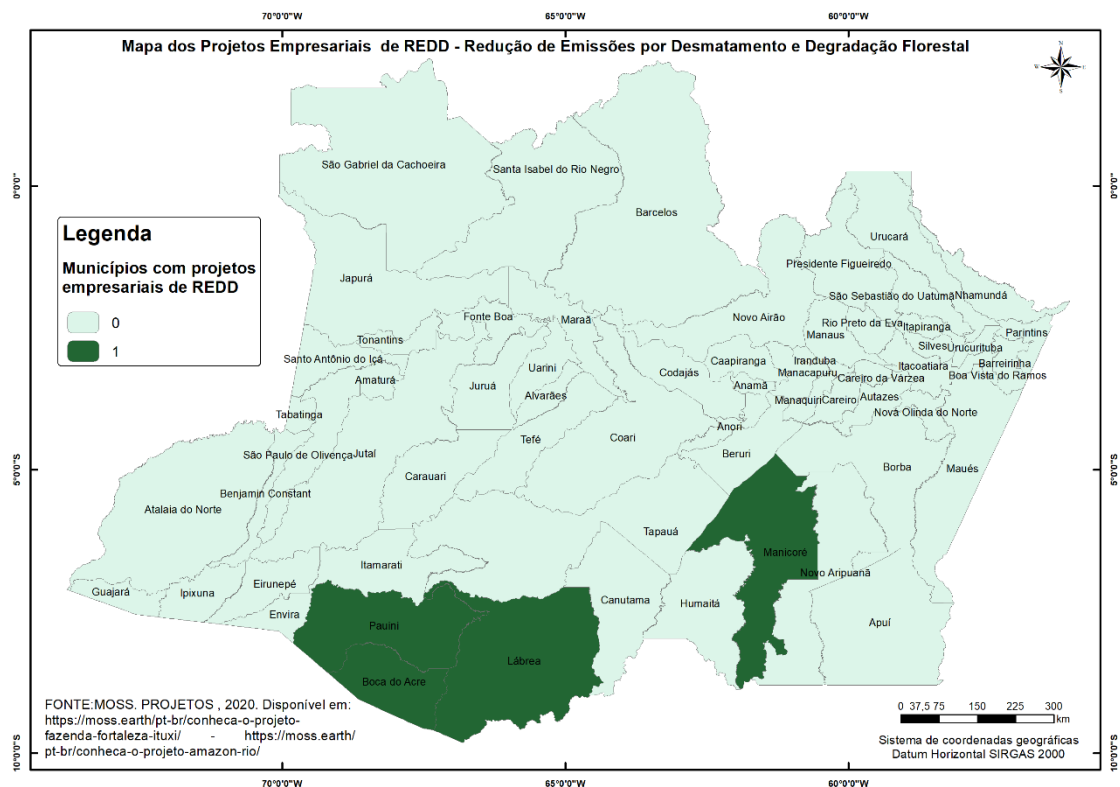 70°0'0"W 65°0'0"W 60°0'0"W
Mapa dos Projetos Empresariais de REDD - Redução de Emissões por Desmatamento e Degradação Florestal
N
W E
S
0°0'0" 0°0'0"
São Gabriel da Cachoeira
Santa Isabel do Rio Negro
Barcelos
Urucará
Legenda
Municípios com projetos
empresariais de REDD
0
1
Presidente Figueiredo
Japurá
São Sebastião do Uatumã
Nhamundá
Fonte Boa
Maraã
Novo Airão
Rio Preto da Eva
Itapiranga
Parintins
Manaus
Tonantins
Silves
Urucurituba
Santo Antônio do Içá
Caapiranga
Iranduba
Barreirinha
Uarini
Codajás
Manacapuru
Itacoatiara
Boa Vista do Ramos
Amaturá
Juruá
Anamã
Careiro da Várzea
Alvarães
Manaquiri
Careiro
Autazes
Tabatinga
Nova Olinda do Norte
Anori
Tefé
Coari
São Paulo de Olivença
Jutaí
Beruri
5°0'0"S 5°0'0"S
Borba
Maués
Carauari
Benjamin Constant
Atalaia do Norte
Tapauá
Manicoré
Itamarati
Novo Aripuanã
Eirunepé
Guajará
Ipixuna
Canutama
Humaitá
Envira
Pauini
Apuí
Lábrea
Boca do Acre
FONTE:MOSS. PROJETOS , 2020. Disponível em:
https://moss.earth/pt-br/conheca-o-projeto-
fazenda-fortaleza-ituxi/ - https://moss.earth/
pt-br/conheca-o-projeto-amazon-rio/
0 37,5 75 150 225 300
km
Sistema de coordenadas geográficas
Datum Horizontal SIRGAS 2000
10°0'0"S 10°0'0"S
70°0'0"W 65°0'0"W 60°0'0"W